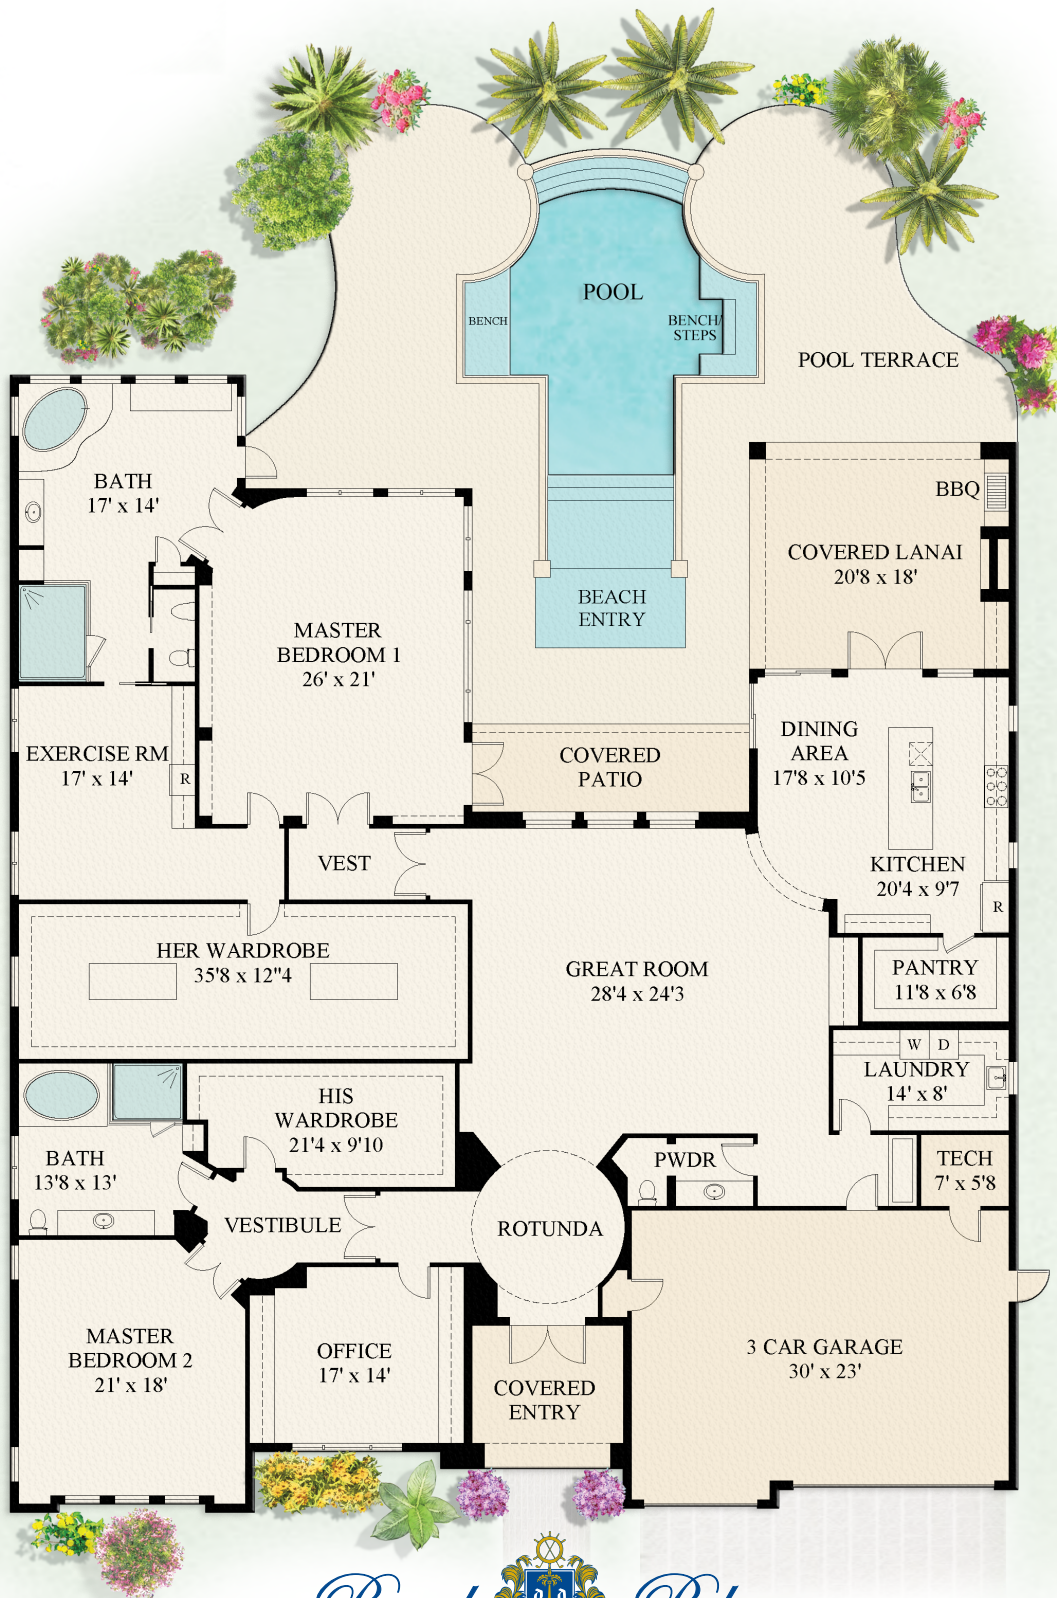 POOL
BENCH
BENCH/
STEPS
POOL TERRACE
BATH
17' x 14'
BBQ
COVERED LANAI
20'8 x 18'
BEACH
ENTRY
MASTER
BEDROOM 1
26' x 21'
EXERCISE RM
17' x 14'
R
COVERED
PATIO
DINING
AREA
17'8 x 10'5
VEST
KITCHEN
20'4 x 9'7
R
HER WARDROBE
35'8 x 12"4
GREAT ROOM
28'4 x 24'3
PANTRY
11'8 x 6'8
W D
LAUNDRY
14' x 8'
HIS
WARDROBE
21'4 x 9'10
BATH
13'8 x 13'
PWDR
TECH
7' x 5'8
VESTIBULE
ROTUNDA
MASTER
BEDROOM 2
21' x 18'
OFFICE
17' x 14'
3 CAR GARAGE
30' x 23'
COVERED
ENTRY